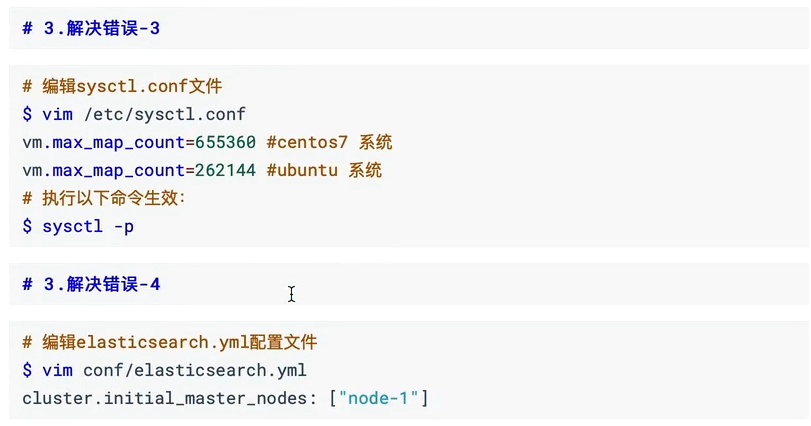 # 3.解决错误-3
# 编辑sysctl.conf文件
$ vim /etc/sysctl.conf
vm.max_map_count=655360 #centos7 系统
vm.max_map_count=262144 #ubuntu 系统
# 执行以下命令生效：
$ sysctl -p
# 3.解决错误-4
# 编辑elasticsearch.yml配置文件
$ vim conf/elasticsearch.yml
cluster.initial_master_nodes: ["node-1"]